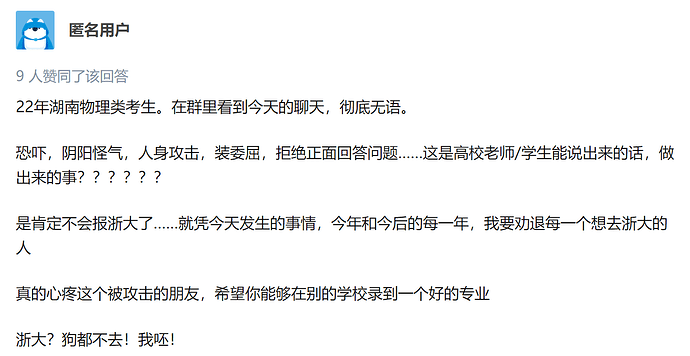 匿名用户
9 人赞同了该回答
22年湖南物理类考生。在群里看到今天的聊天，彻底无语。
恐吓，阴阳怪气，人身攻击，装委屈，拒绝正面回答问题......这是高校老师/学生能说出来的话，做
出来的事？？？？？？
是肯定不会报浙大了......就凭今天发生的事情，今年和今后的每一年，我要劝退每一个想去浙大的
人
真的心疼这个被攻击的朋友，希望你能够在别的学校录到一个好的专业
浙大？狗都不去！我呸！